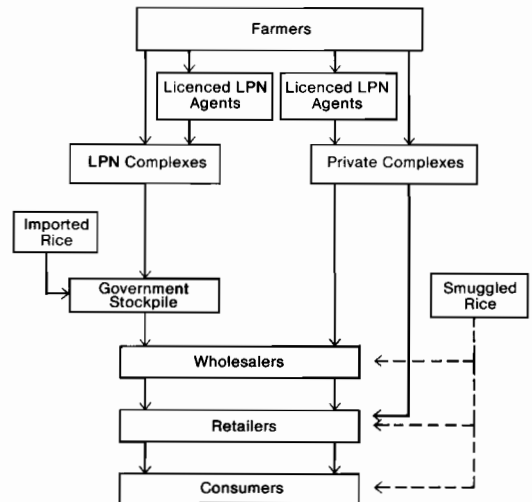 Farmers
Licenced LPN
Agents
Licenced LPN
Agents
LPN Complexes
Private Complexes
Imported
Rice
Government
Stockpile
Smuggled
Rice
Wholesalers
Retailers
Consumers